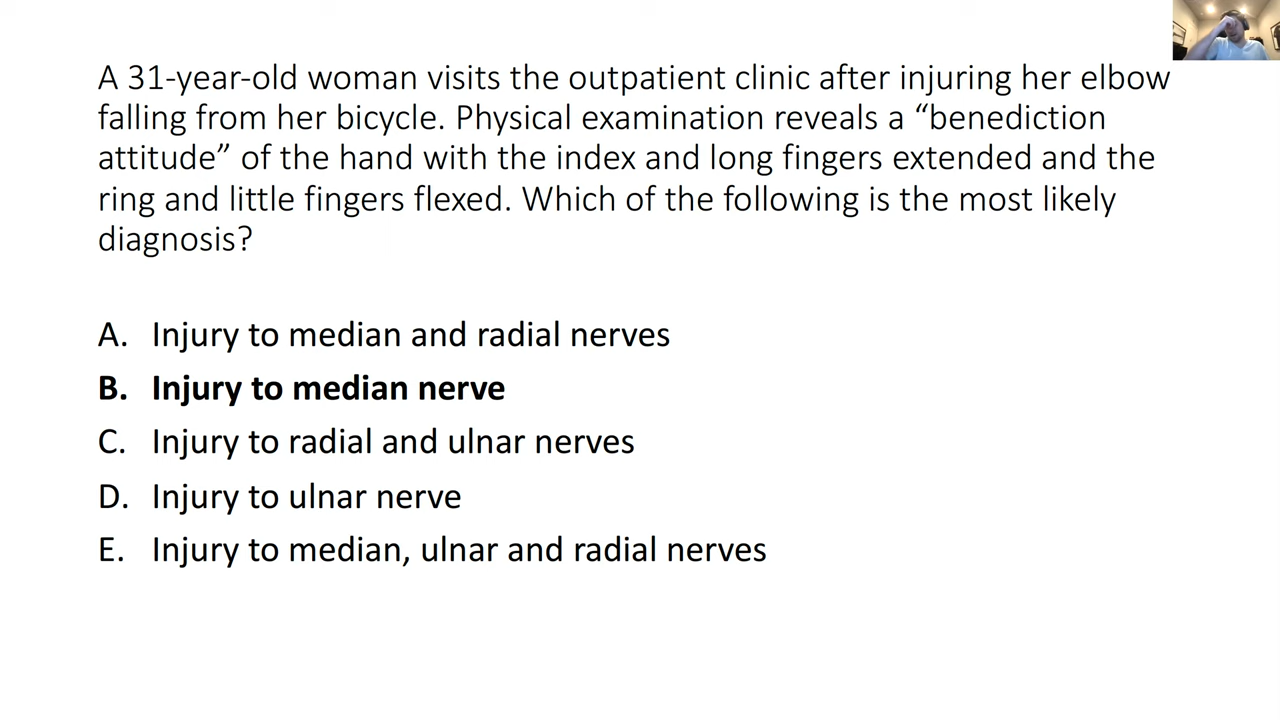 A 31-year-old woman visits the outpatient clinic after injuring her elbow
falling from her bicycle. Physical examination reveals a “benediction
attitude” of the hand with the index and long fingers extended and the
ring and little fingers flexed. Which of the following is the most likely
diagnosis?
A. Injury to median and radial nerves
B. Injury to median nerve
C. Injury to radial and ulnar nerves
D. Injury to ulnar nerve
E. Injury to median, ulnar and radial nerves